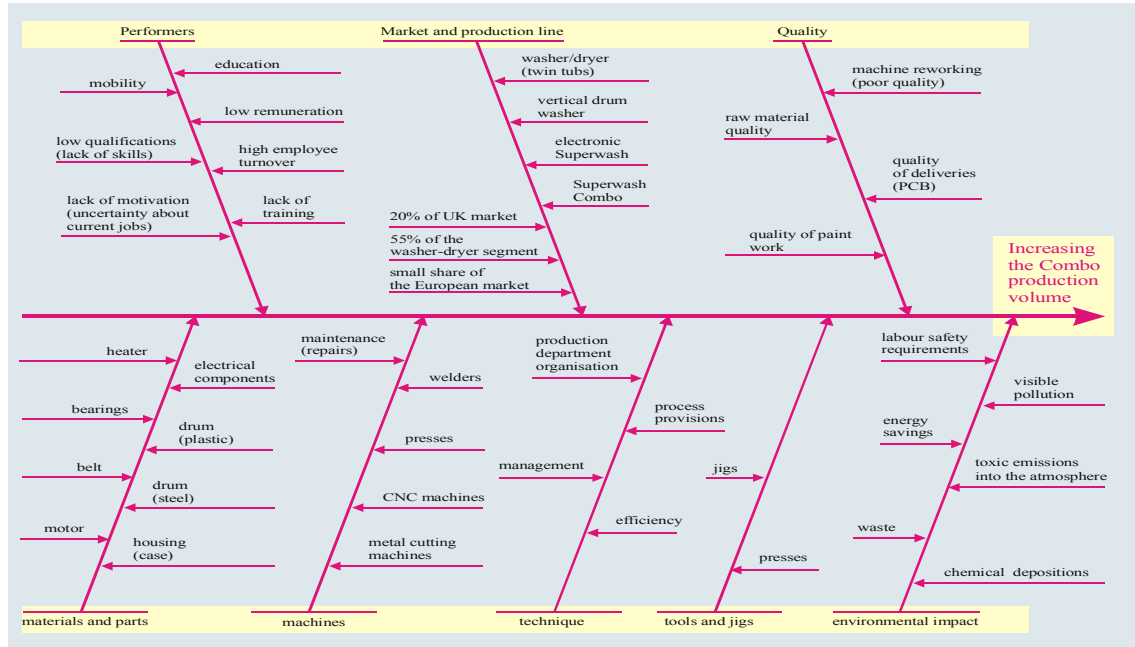 Performers
education
mobility
low remuneration
low qualifications
(lack of skills)
high employee
turnover
lack of motivation
(uncertainty about
current jobs)
lack of
training
Market and production line
washer/dryer
(twin tubs)
vertical drum
washer
electronic
Superwash
Superwash
Combo
20% of UK market
55% of the
washer-dryer segment
small share of
the European market
Quality
machine reworking
(poor quality)
raw material
quality
quality
of deliveries
(PCB)
quality of paint
work
Increasing
the Combo
production
volume
heater
electrical
components
bearings
drum
(plastic)
belt
drum
(steel)
motor
housing
(case)
materials and parts
maintenance
(repairs)
welders
presses
CNC machines
metal cutting
machines
machines
production
department
organisation
process
provisions
management
efficiency
technique
jigs
presses
tools and jigs
labour safety
requirements
visible
pollution
energy
savings
toxic emissions
into the atmosphere
waste
chemical depositions
environmental impact